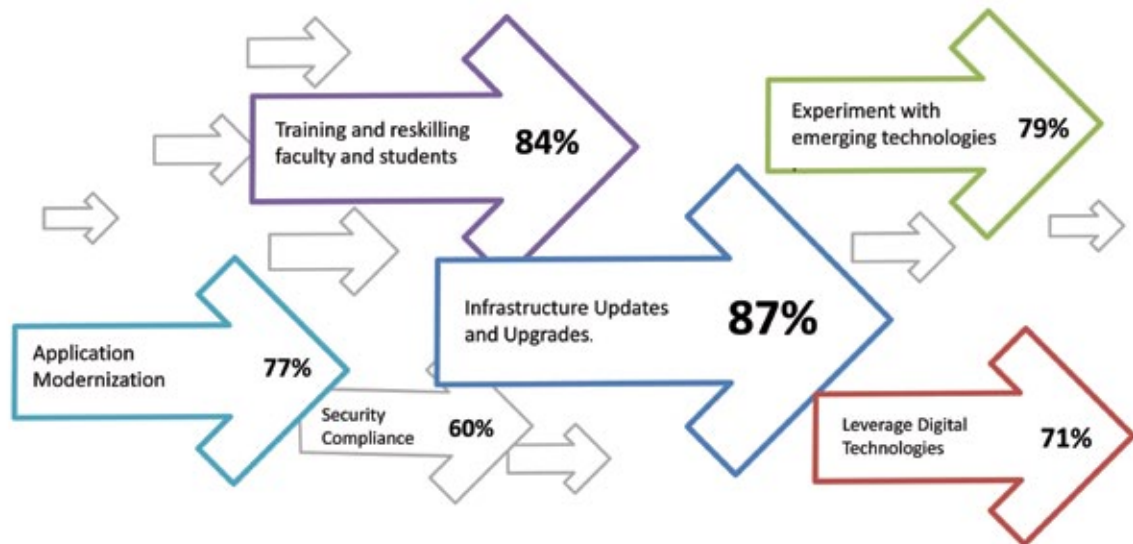 Training and reskilling
faculty and students
84%
Experiment with
emerging technologies
79%
.
Infrastructure Updates
and Upgrades.
87%
Application
Modernization
77%
Security
Compliance
60%
Leverage Digital
Technologies
71%